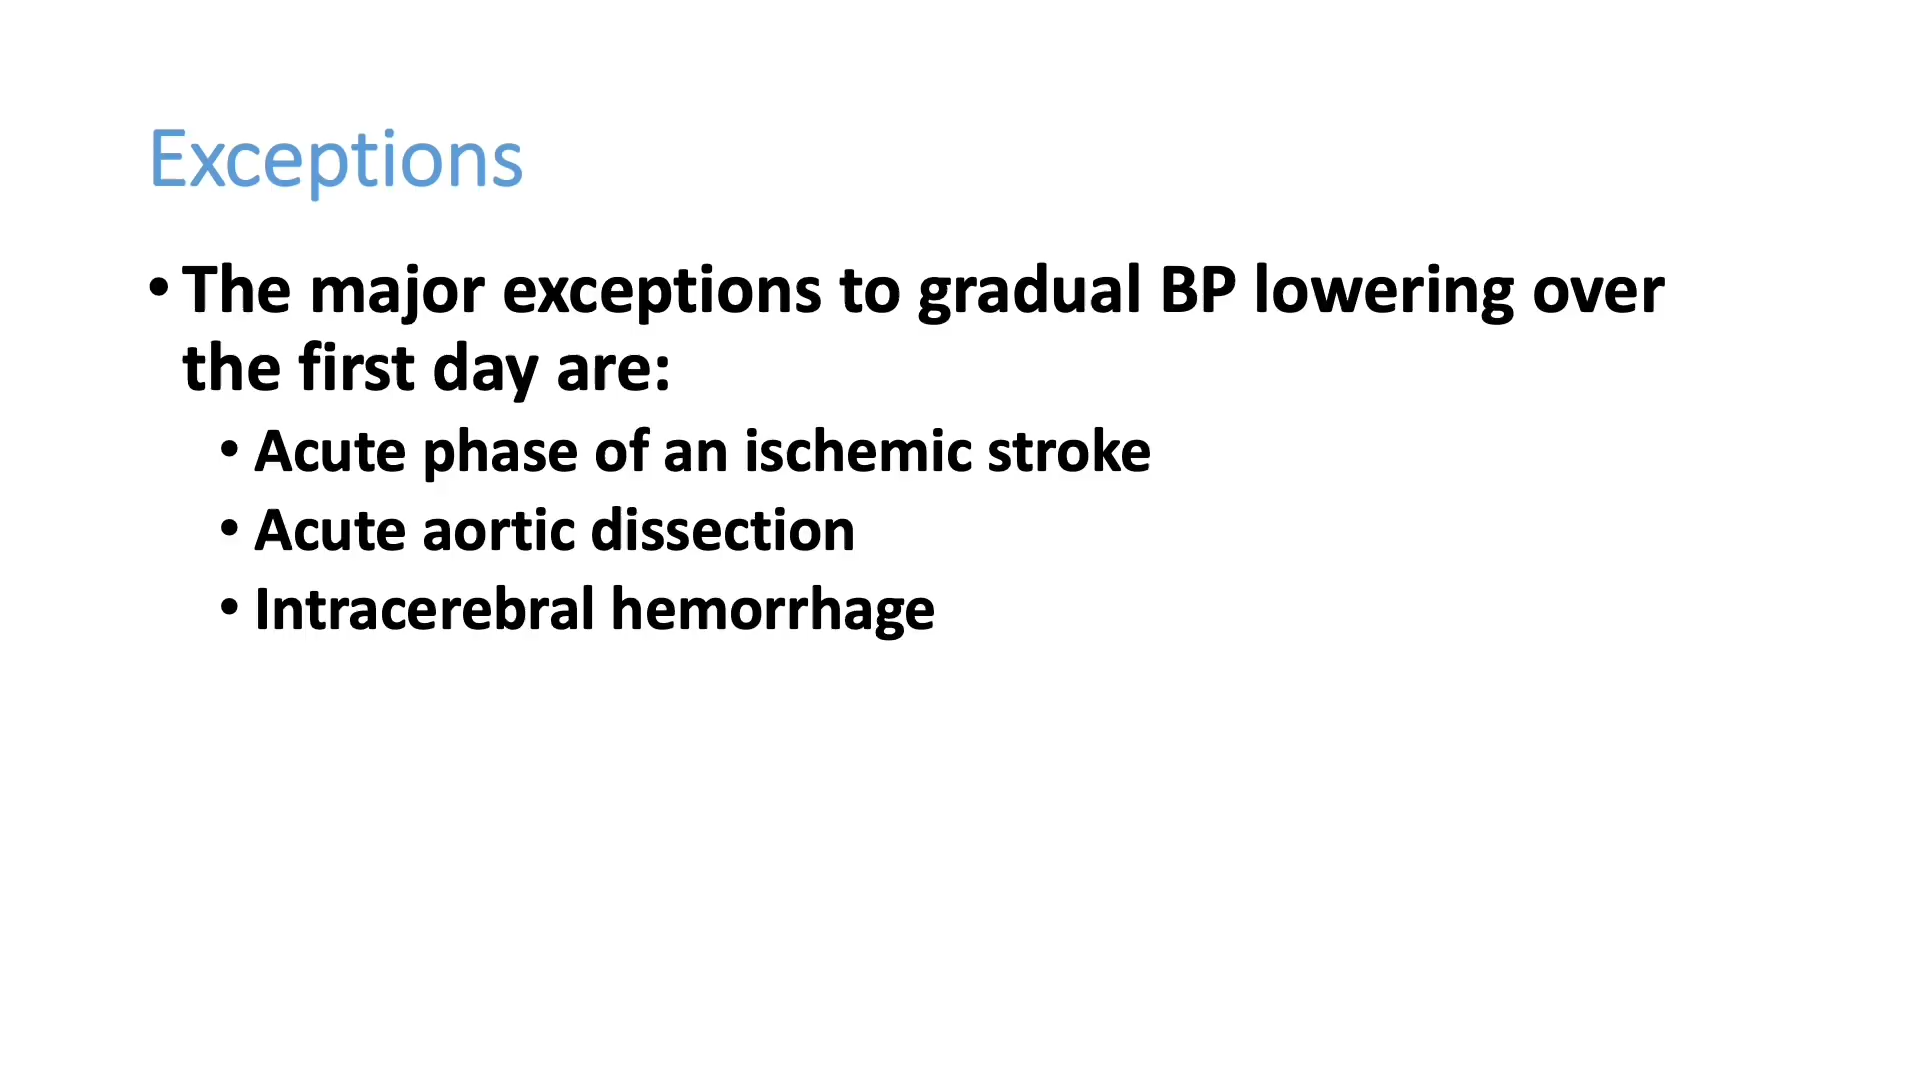 Exceptions
• The major exceptions to gradual BP lowering over
the first day are:
• Acute phase of an ischemic stroke
• Acute aortic dissection
• Intracerebral hemorrhage